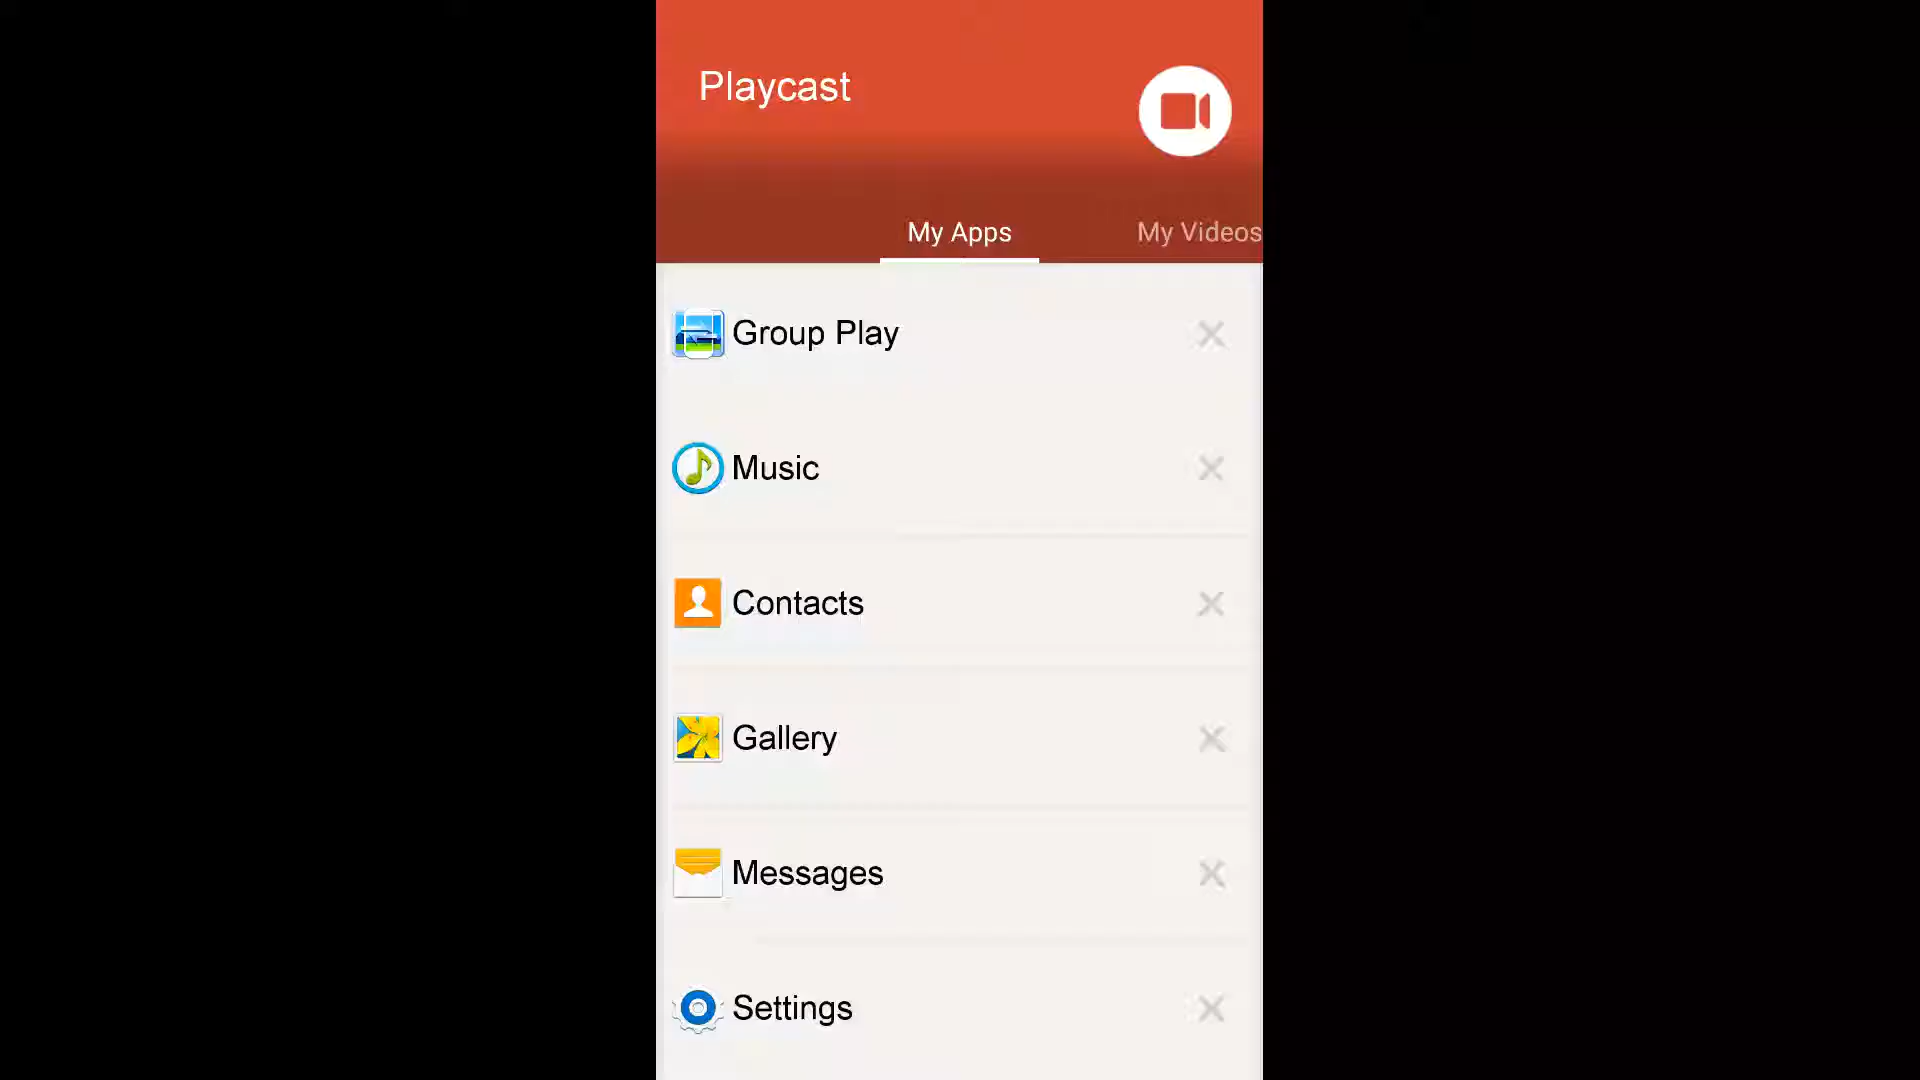 Playcast
My Apps
My Videos
Group Play
Music
Contacts
Gallery
Messages
Settings